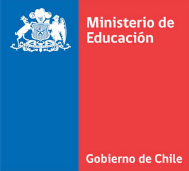 Ministerio de
Educación
Gobierno de Chile